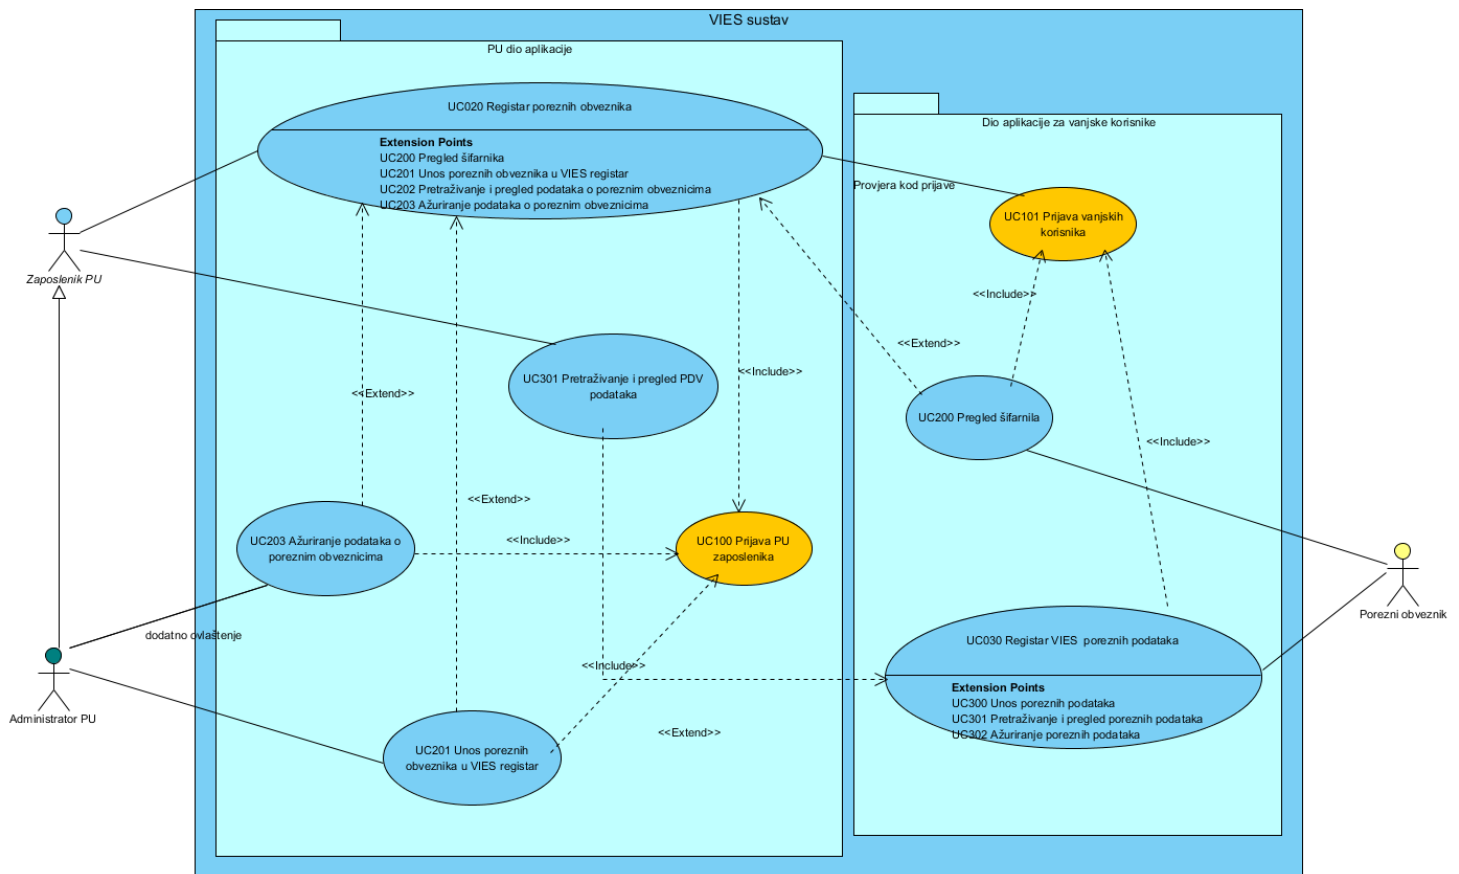 VIES sustav
PU dio aplikacije
UC020 Registar poreznih obveznika
Extension Points
UC200 Pregled šifarnika
UC201 Unos poreznih obveznika u VIES registar
UC202 Pretraživanje i pregled podataka o poreznim obveznicima
UC203 Ažuriranje podataka o poreznim obveznicima
Dio aplikacije za vanjske korisnike
Provjera kod prijave
UC101 Prijava vanjskih
korisnika
Zaposlenik PU
<<Include>>
<<Extend>>
<<Include>>
UC301 Pretraživanje i pregled PDV
podataka
<<Extend>>
UC200 Pregled šifarnila
<<Include>>
<<Extend>>
UC203 Ažuriranje podataka o
poreznim obveznicima
<<Include>>
UC100 Prijava PU
zaposlenika
Porezni obveznik
dodatno ovlaštenje
UC030 Registar VIES  poreznih podataka
Extension Points
UC300 Unos poreznih podataka
UC301 Pretraživanje i pregled poreznih podataka
UC302 Ažuriranje poreznih podataka
<<Include>>
Administrator PU
<<Extend>>
UC201 Unos poreznih
obveznika u VIES registar